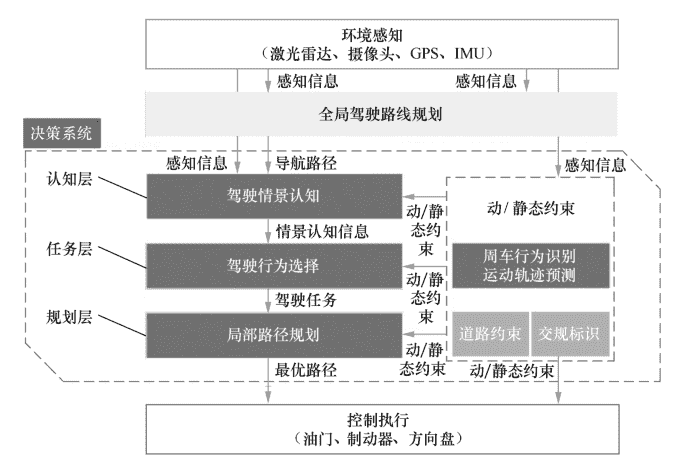 环境感知
（激光雷达、摄像头、GPS、IMU）
感知信息
感知信息
全局驾驶路线规划
决策系统
感知信息
导航路径
感知信息
认知层
驾驶情景认知
动/静
态约
束
动/静态约束
情景认知信息
任务层
驾驶行为选择
动/静
态约
束
周车行为识别
运动轨迹预测
驾驶任务
规划层
局部路径规划
动/静
态约束
道路约束
交规标识
最优路径
动/静态约束
控制执行
（油门、制动器、方向盘）